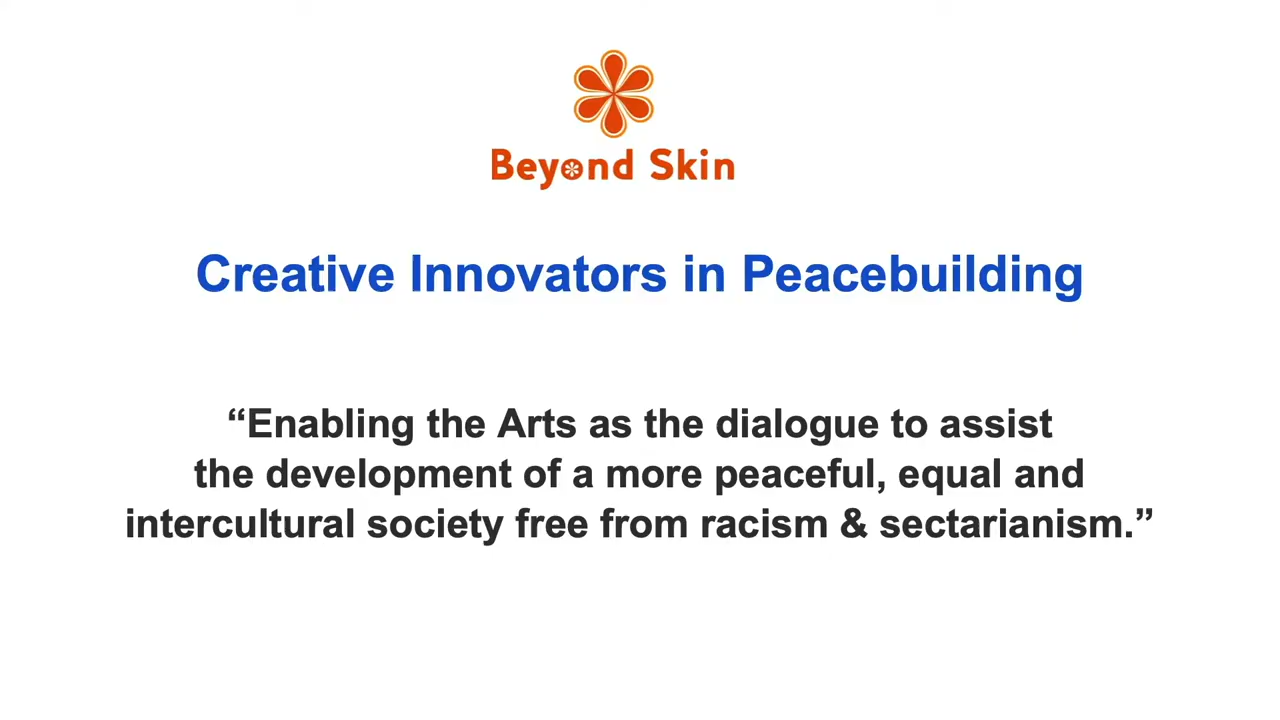 Beyond Skin
Creative Innovators in Peacebuilding
“Enabling the Arts as the dialogue to assist
the development of a more peaceful, equal and
intercultural society free from racism & sectarianism.”